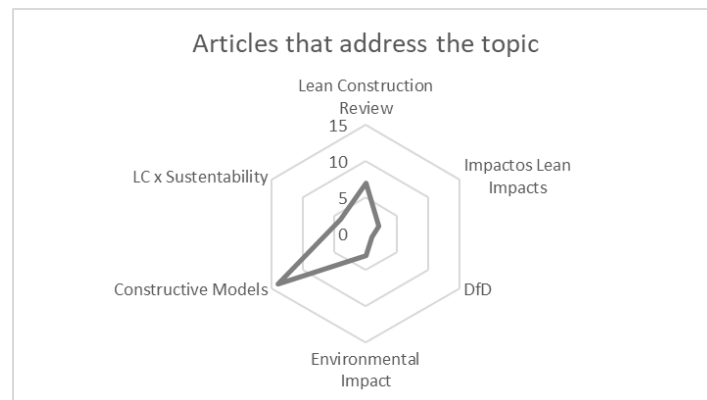 Articles that address the topic
Lean Construction
Review
15
10
5
0
Impactos Lean
Impacts
DfD
Environmental
Impact
Constructive Models
LC x Sustentability